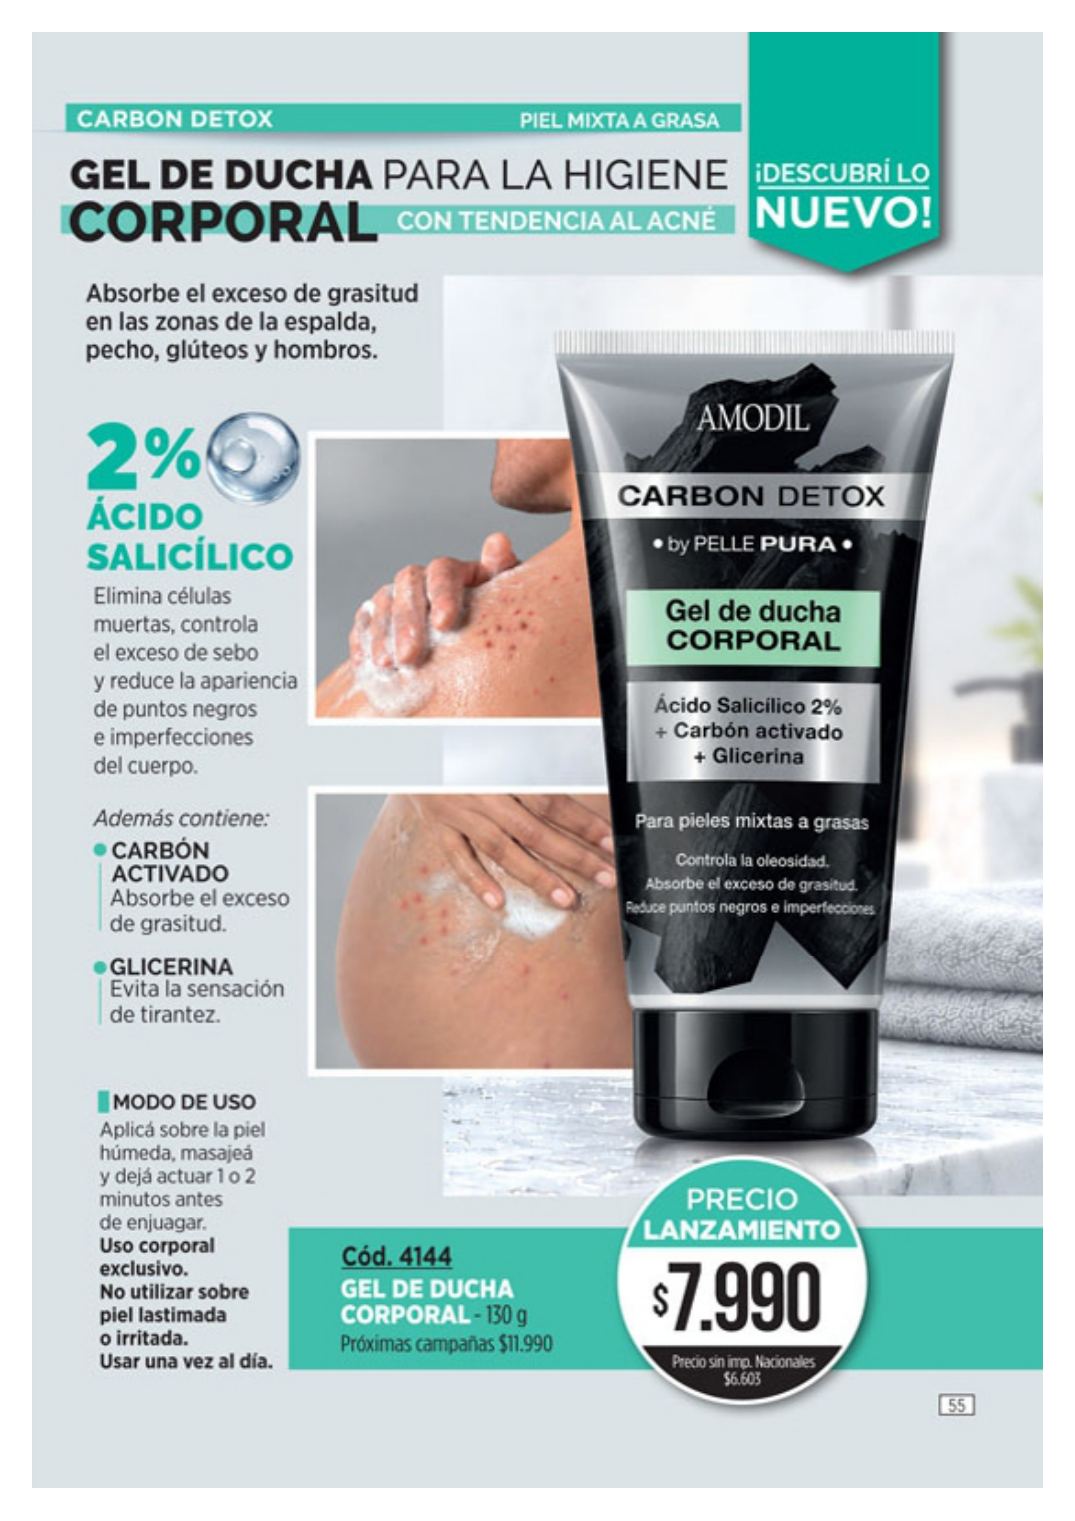 CARBON DETOX
PIEL MIXTA A GRASA
GEL DE DUCHA PARA LA HIGIENE
CORPORAL CON TENDENCIA AL ACNÉ
¡DESCUBRÍ LO
NUEVO!
Absorbe el exceso de grasitud
en las zonas de la espalda,
pecho, glúteos y hombros.
2%
ÁCIDO
SALICÍLICO
Elimina células
muertas, controla
el exceso de sebo
y reduce la apariencia
de puntos negros
e imperfecciones
del cuerpo.
Además contiene:
CARBÓN
ACTIVADO
Absorbe el exceso
de grasitud.
GLICERINA
Evita la sensación
de tirantez.
MODO DE USO
Aplicá sobre la piel
húmeda, masajeá
y dejá actuar 1 o 2
minutos antes
de enjuagar.
Uso corporal
exclusivo.
No utilizar sobre
piel lastimada
o irritada.
Usar una vez al día.
AMODIL
CARBON DETOX
• by PELLE PURA •
Gel de ducha
CORPORAL
Ácido Salicílico 2%
+ Carbón activado
+ Glicerina
Para pieles mixtas a grasas
Controla la oleosidad.
Absorbe el exceso de grasitud.
Reduce puntos negros e imperfecciones.
Cód. 4144
GEL DE DUCHA
CORPORAL - 130 g
Próximas campañas $11.990
PRECIO
LANZAMIENTO
$7.990
Precio sin imp. Nacionales
$6.603
55